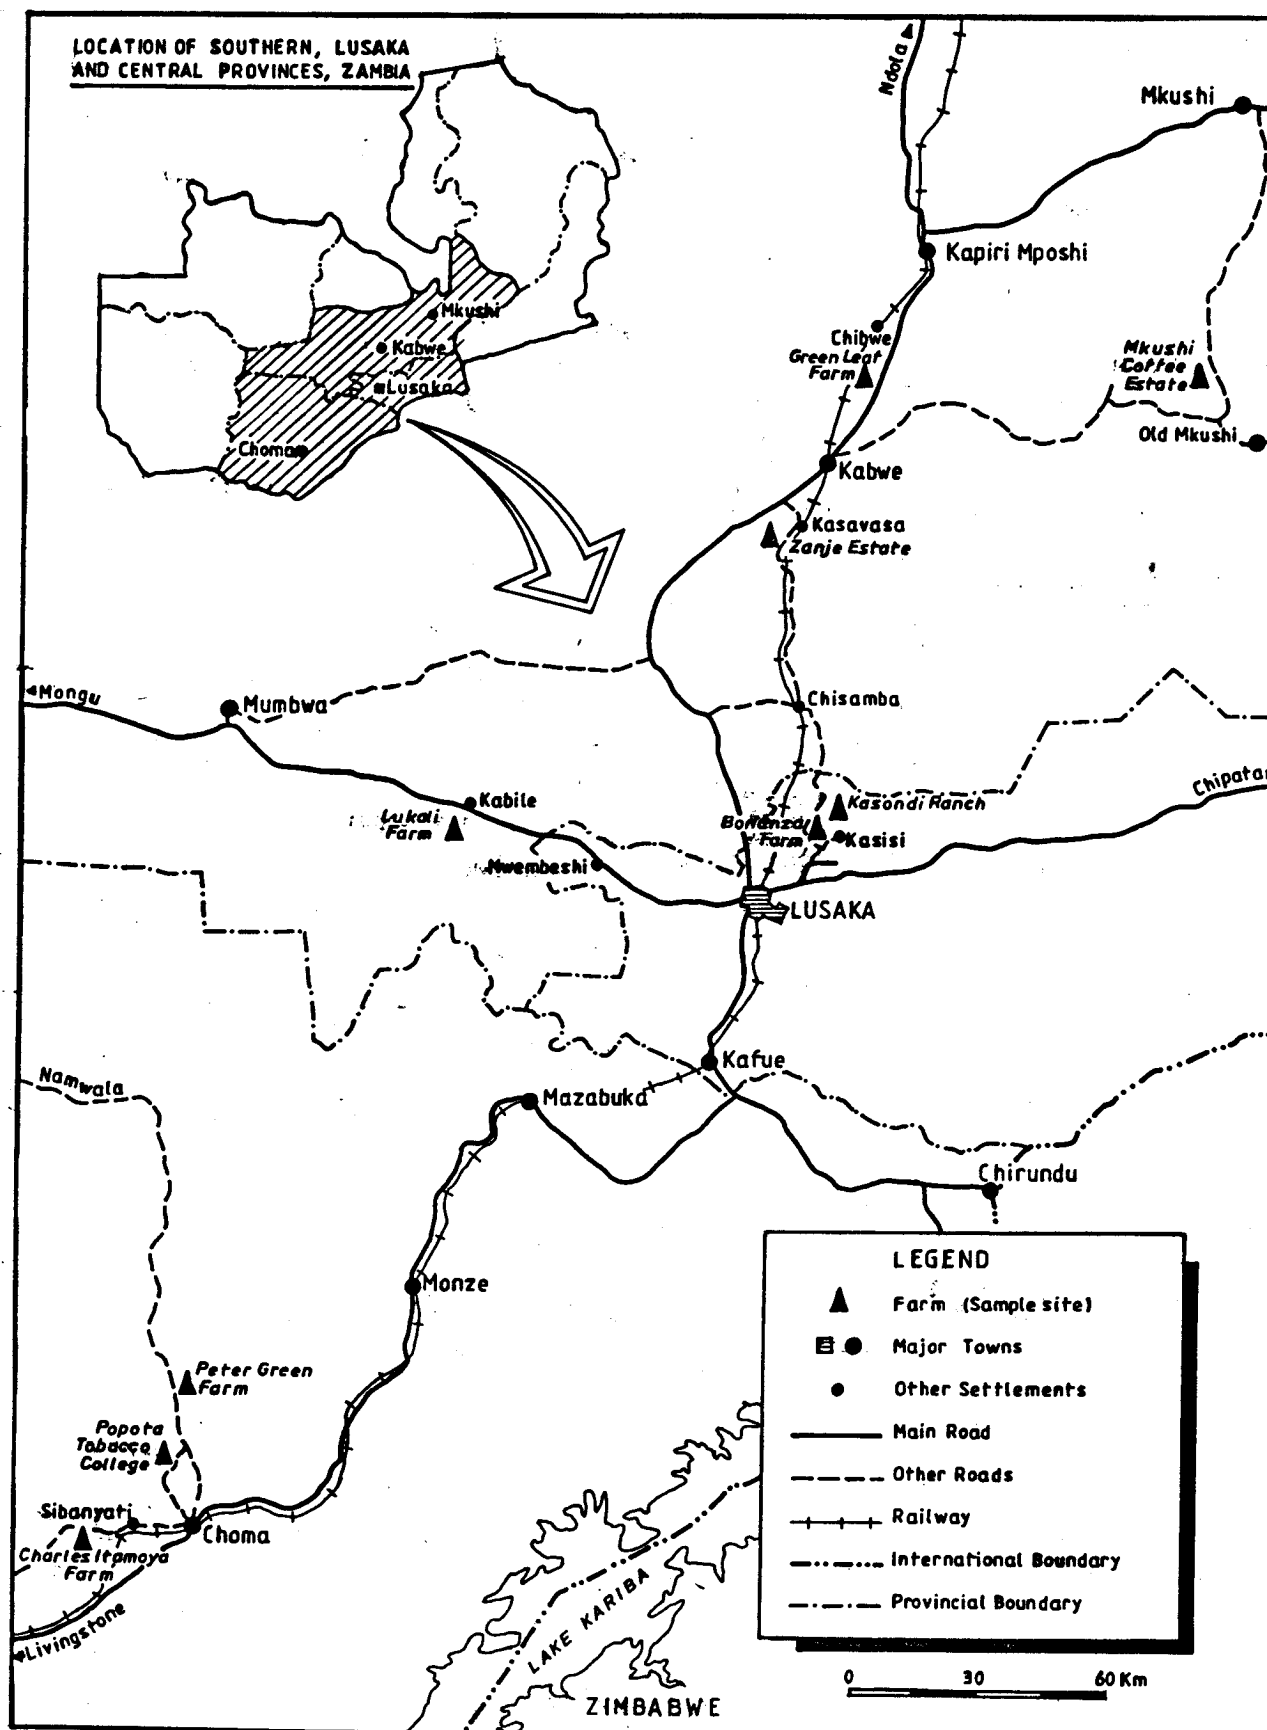 LOCATION OF SOUTHERN, LUSAKA
AND CENTRAL PROVINCES, ZAMBIA
Ndola
Mkushi
Kapiri Mposhi
Mkushi
Kabwe
Lusaka
Choma
Chibwe
Green Leaf
Farm
Mkushi
Coffee
Estate
Old Mkushi
Kabwe
Kasavasa
Zanje Estate
Mongu
Mumbwa
Chisamba
Chipata
Kabile
Lukali
Farm
Kasondi Ranch
Bonanza
Farm
Kasisi
Mwembeshi
LUSAKA
Kafue
Namwala
Mazabuka
Chirundu
Monze
Peter Green
Farm
Popota
Tobacco
College
Sibanyati
Choma
Charles Itamoya
Farm
Livingstone
LAKE KARIBA
ZIMBABWE
LEGEND
Farm (Sample site)
Major Towns
Other Settlements
Main Road
Other Roads
Railway
International Boundary
Provincial Boundary
0 30 60 Km